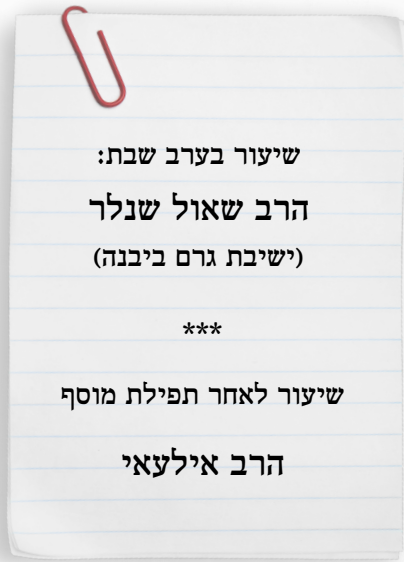 שיעור בערב שבת:
הרב שאול שנלר
(ישיבת גרם ביבנה)
***
שיעור לאחר תפילת מוסף
הרב אילעאי